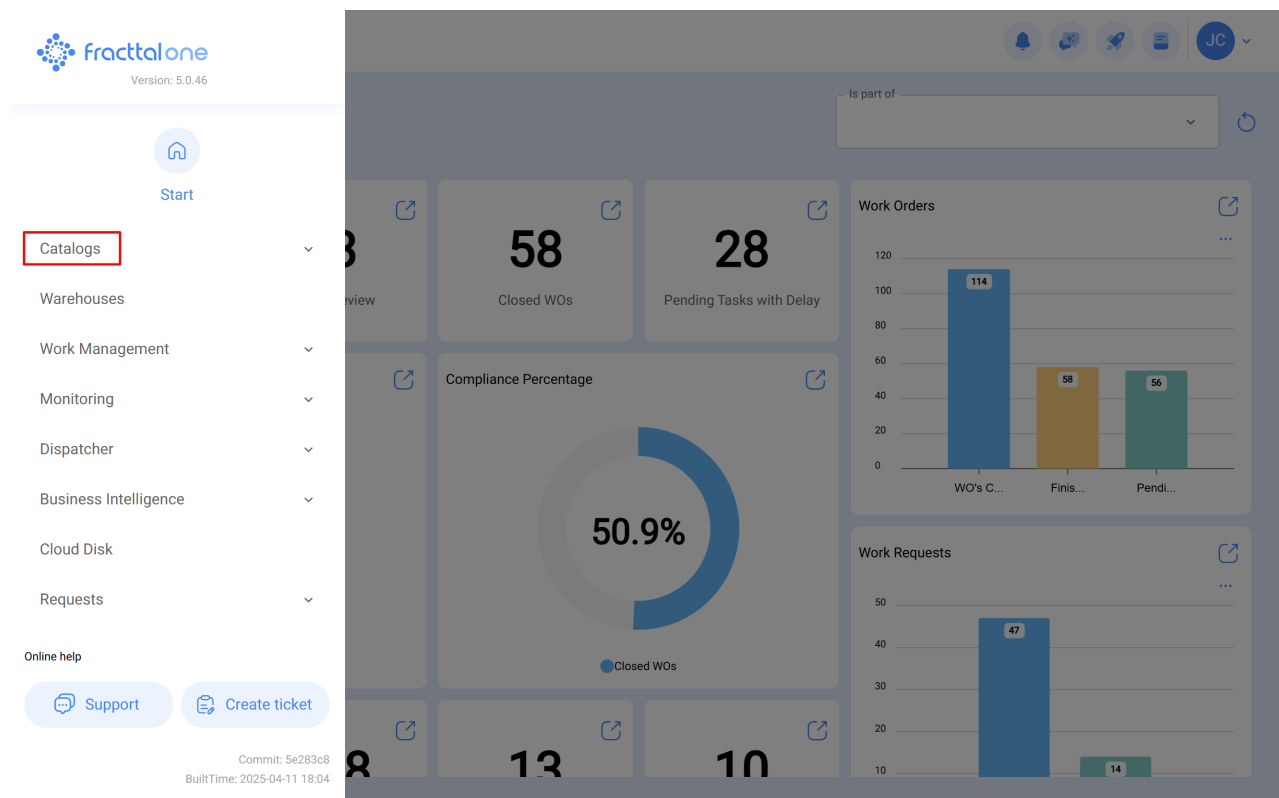 fracttal one
Version: 5.0.46
Start
Catalogs
Warehouses
Work Management
Monitoring
Dispatcher
Business Intelligence
Cloud Disk
Requests
Online help
Support
Create ticket
Commit: 5e283c8
BuiltTime: 2025-04-11 18:04
JC
Is part of
58
Closed WOs
28
Pending Tasks with Delay
Compliance Percentage
50.9%
Closed WOs
13
10
Work Orders
...
120
100
80
60
40
20
0
114
58
56
WO's C...
Finis...
Pendi...
Work Requests
...
50
40
30
20
10
47
14